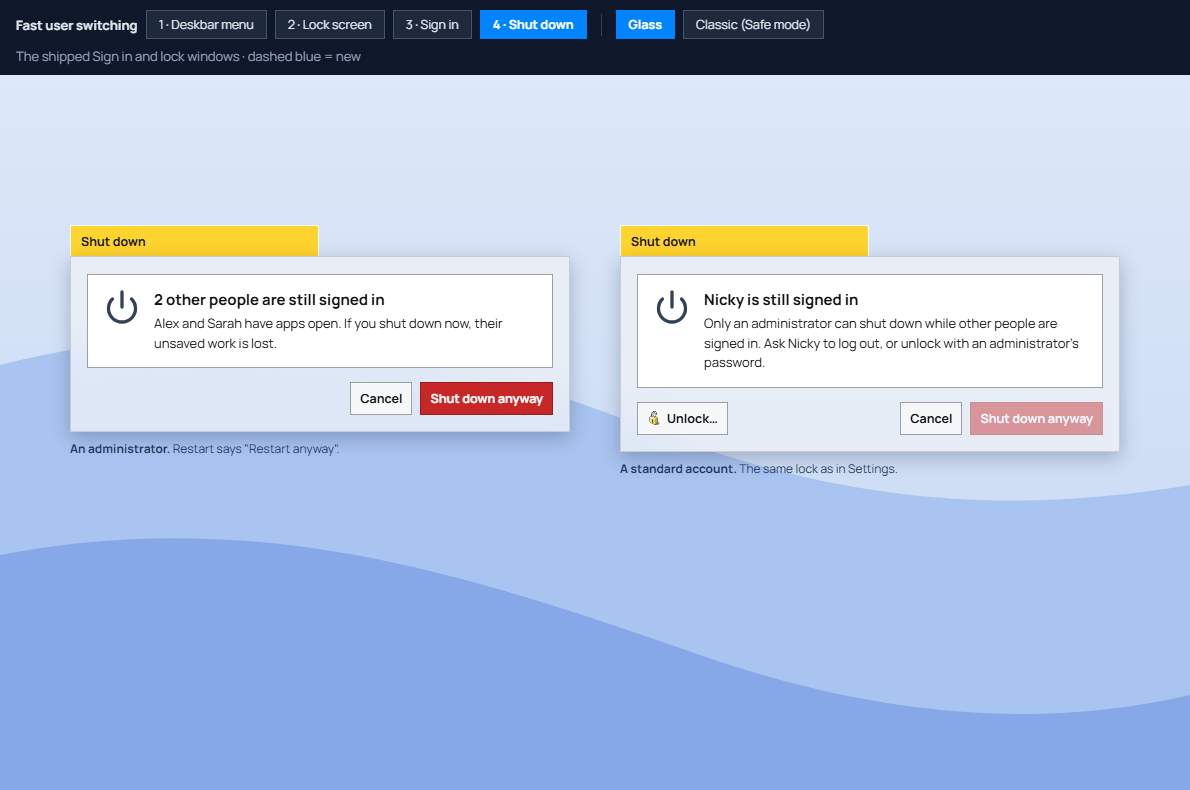 Fast user switching
1 · Deskbar menu
2 · Lock screen
3 · Sign in
4 · Shut down
Glass
Classic (Safe mode)
The shipped Sign in and lock windows · dashed blue = new
Shut down
2 other people are still signed in
Alex and Sarah have apps open. If you shut down now, their
unsaved work is lost.
Cancel
Shut down anyway
An administrator. Restart says "Restart anyway".
Shut down
Nicky is still signed in
Only an administrator can shut down while other people are
signed in. Ask Nicky to log out, or unlock with an administrator's
password.
Unlock...
Cancel
Shut down anyway
A standard account. The same lock as in Settings.